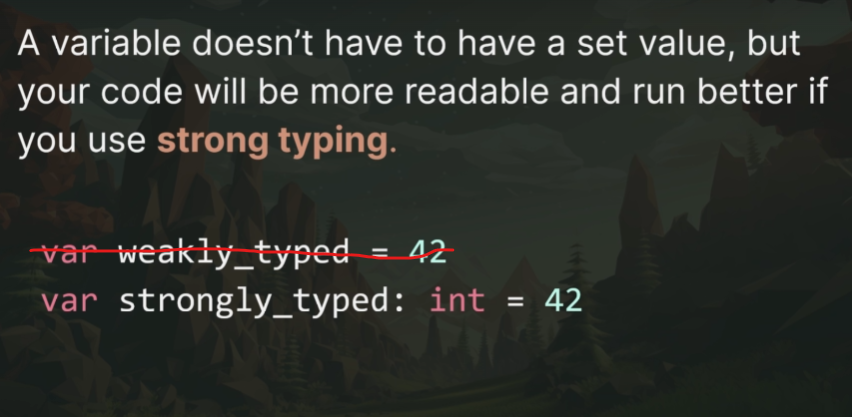 A variable doesn’t have to have a set value, but
your code will be more readable and run better if
you use strong typing.
var weakly_typed = 42
var strongly_typed: int = 42